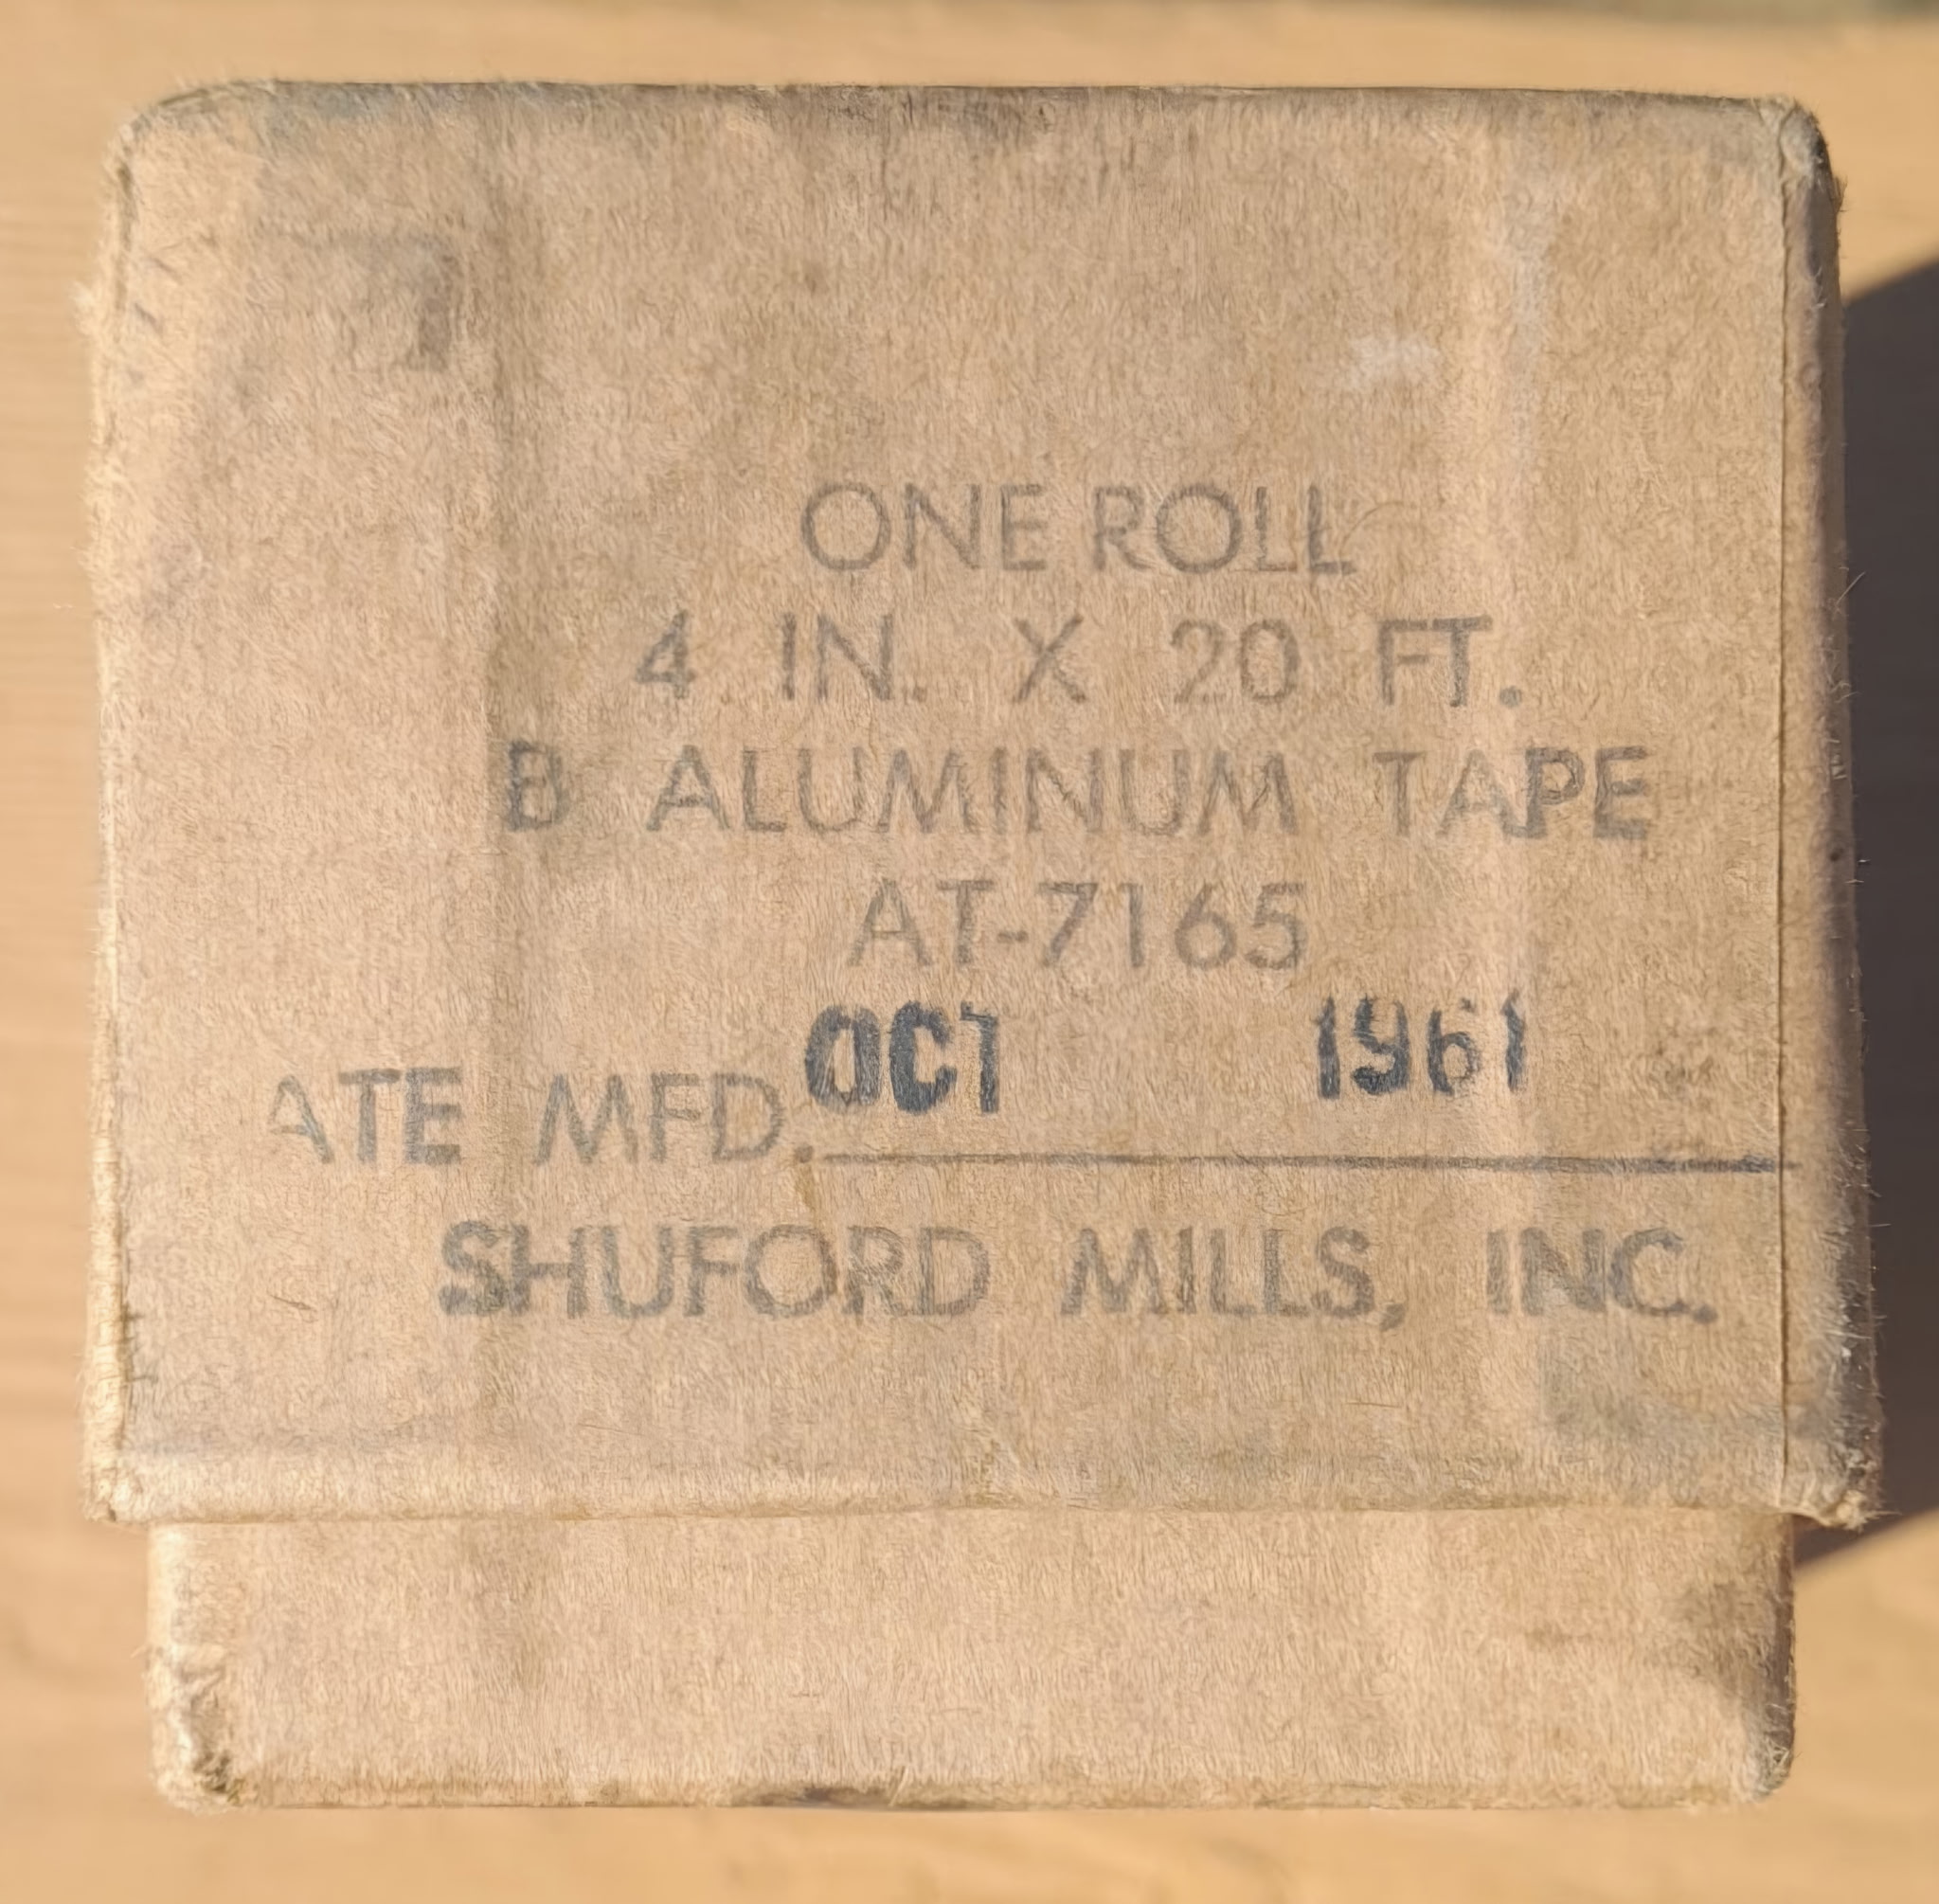 ONE ROLL
4 IN. X 20 FT.
B ALUMINUM TAPE
AT-7165
OCT 1961
ATE MFD.
SHUFORD MILLS, INC.